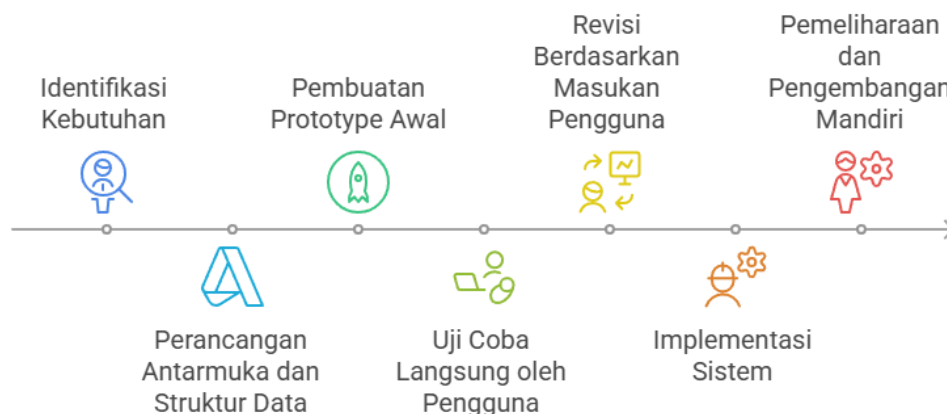 Identifikasi
Kebutuhan
Perancangan
Antarmuka dan
Struktur Data
Pembuatan
Prototype Awal
Uji Coba
Langsung oleh
Pengguna
Revisi
Berdasarkan
Masukan
Pengguna
Implementasi
Sistem
Pemeliharaan
dan
Pengembangan
Mandiri